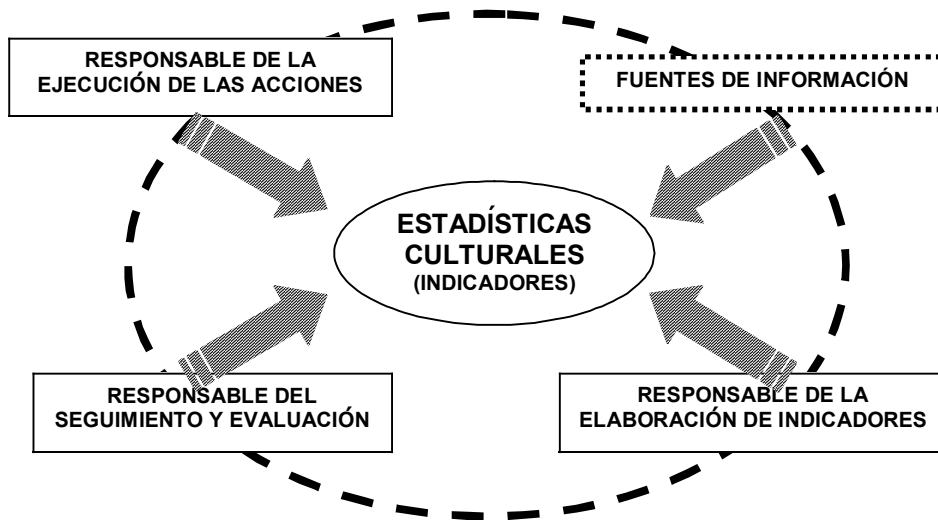 RESPONSABLE DE LA
EJECUCIÓN DE LAS ACCIONES
FUENTES DE INFORMACIÓN
ESTADÍSTICAS
CULTURALES
(INDICADORES)
RESPONSABLE DEL
SEGUIMIENTO Y EVALUACIÓN
RESPONSABLE DE LA
ELABORACIÓN DE INDICADORES